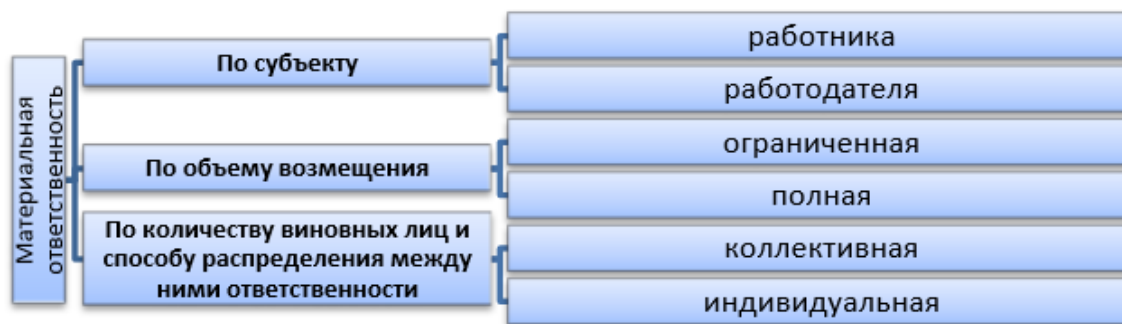 Материальная
ответственность
По субъекту
работника
работодателя
По объему возмещения
ограниченная
полная
По количеству виновных лиц и
способу распределения между
ними ответственности
коллективная
индивидуальная